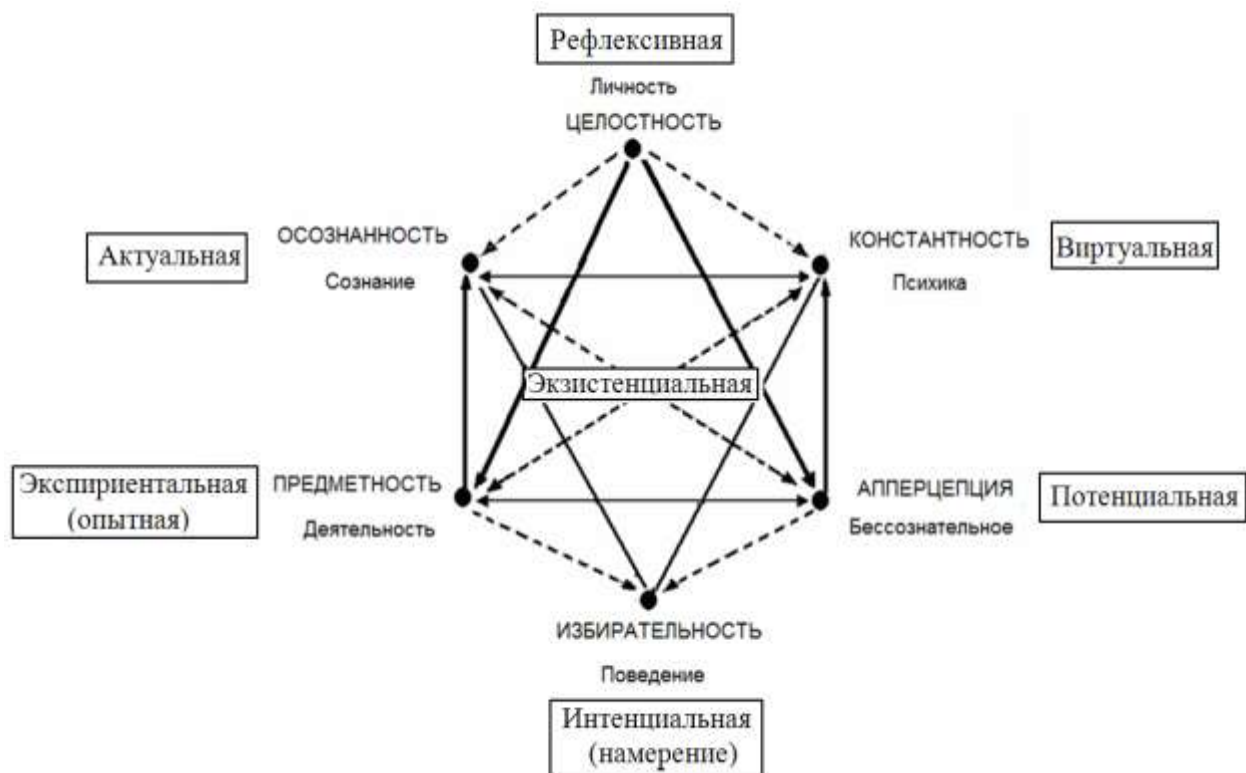 Рефлексивная
Личность
ЦЕЛОСТНОСТЬ
Актуальная
ОСОЗНАННОСТЬ
Сознание
КОНСТАНТНОСТЬ
Психика
Виртуальная
Экзистенциальная
Экспириентальная
(опытная)
ПРЕДМЕТНОСТЬ
Деятельность
АППЕРЦЕПЦИЯ
Бессознательное
Потенциальная
ИЗБИРАТЕЛЬНОСТЬ
Поведение
Интенциальная
(намерение)